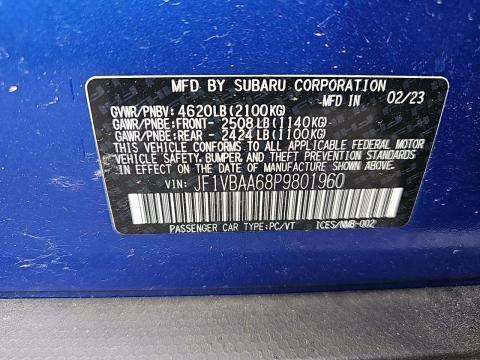 MFD BY SUBARU CORPORATION
MFD IN 02/23
GVWR/PNBV: 4620LB(2100KG)
GAWR/PNBE:FRONT- 2508LB(1140KG)
GAWR/PNBE:REAR - 2424LB(1100KG)
THIS VEHICLE CONFORMS TO ALL APPLICABLE FEDERAL MOTOR
VEHICLE SAFETY, BUMPER, AND THEFT PREVENTION STANDARDS
IN EFFECT ON THE DATE OF MANUFACTURE SHOWN ABOVE.
VIN: JF1VBAA68P9801960
PASSENGER CAR TYPE:PC/VT ICES/NMB-002